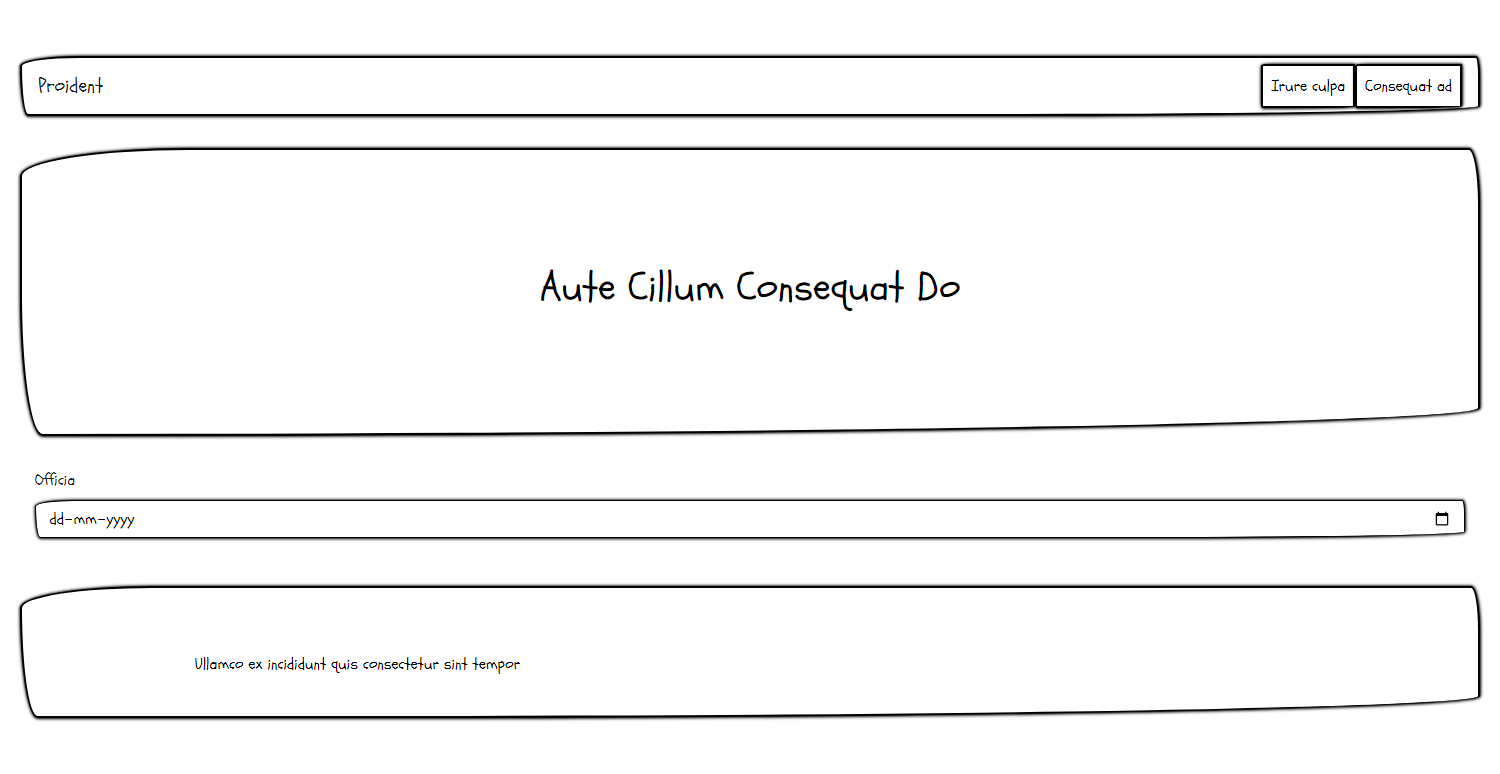 Proident
Irure culpa
Consequat ad
Aute Cillum Consequat Do
Officia
dd-mm-yyyy
Ullamco ex incididunt quis consectetur sint tempor